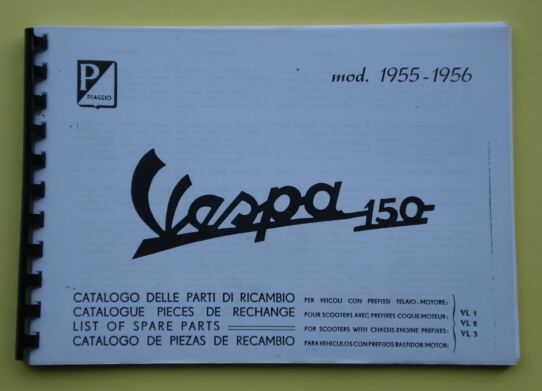 P
PIAGGIO
mod. 1955-1956
Vespa 150
CATALOGO DELLE PARTI DI RICAMBIO PER VEICOLI CON PREFISSI TELAIO-MOTORE:
CATALOGUE PIECES DE RECHANGE POUR SCOOTERS AVEC PREFIXES COQUE-MOTEUR: VL 1
LIST OF SPARE PARTS FOR SCOOTERS WITH CHASSIS-ENGINE PREFIXES: VL 2
CATALOGO DE PIEZAS DE RECAMBIO PARA VEHICULOS CON PREFIJOS BASTIDOR-MOTOR: VL 3